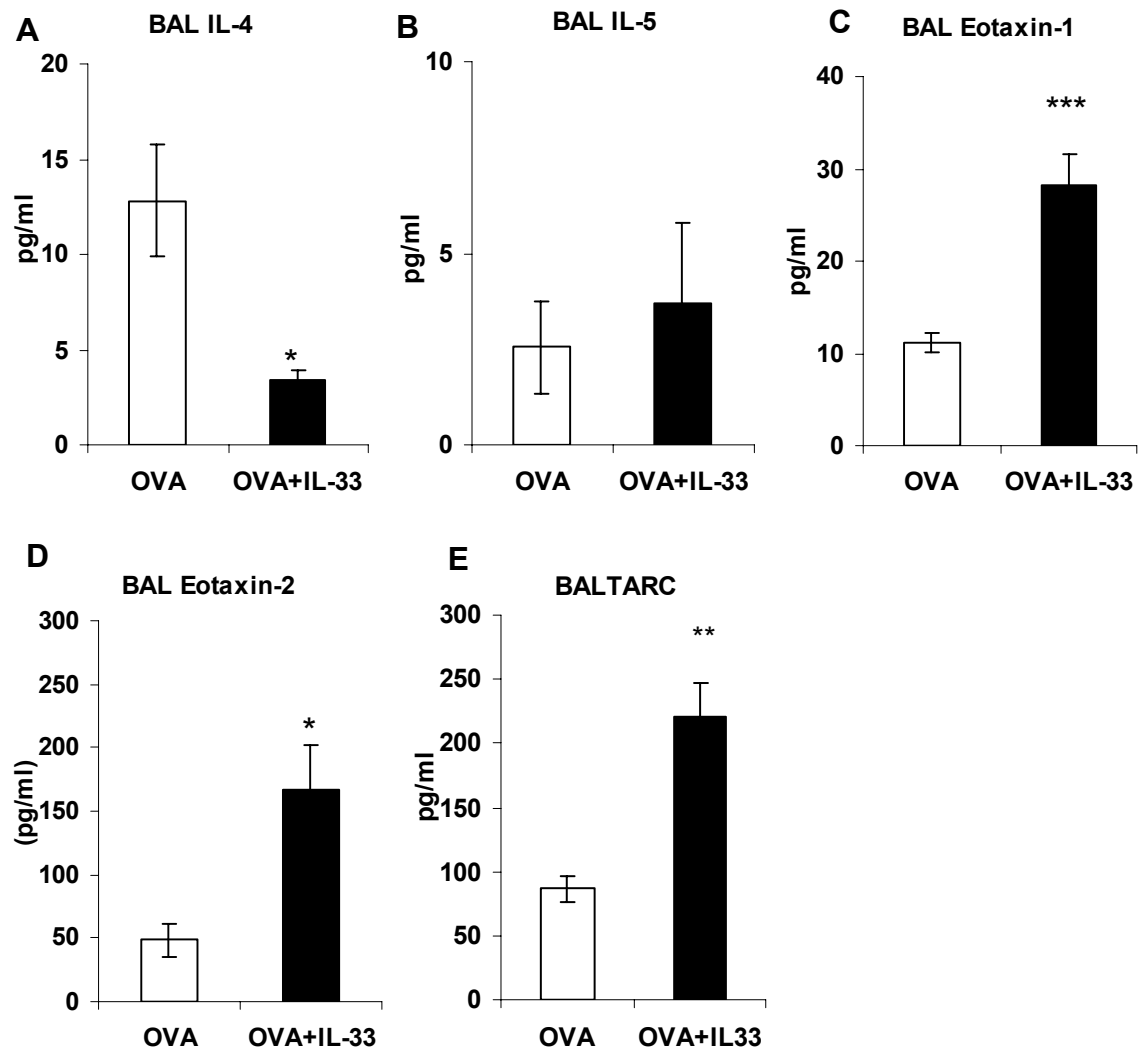 A
BAL IL-4
20
15
10
5
0
pg/ml
*
OVA
OVA+IL-33
B
BAL IL-5
10
5
0
pg/ml
OVA
OVA+IL-33
C
BAL Eotaxin-1
40
30
20
10
0
pg/ml
***
OVA
OVA+IL-33
D
BAL Eotaxin-2
300
250
200
150
100
50
0
(pg/ml)
*
OVA
OVA+IL-33
E
BALTARC
300
250
200
150
100
50
0
pg/ml
**
OVA
OVA+IL33